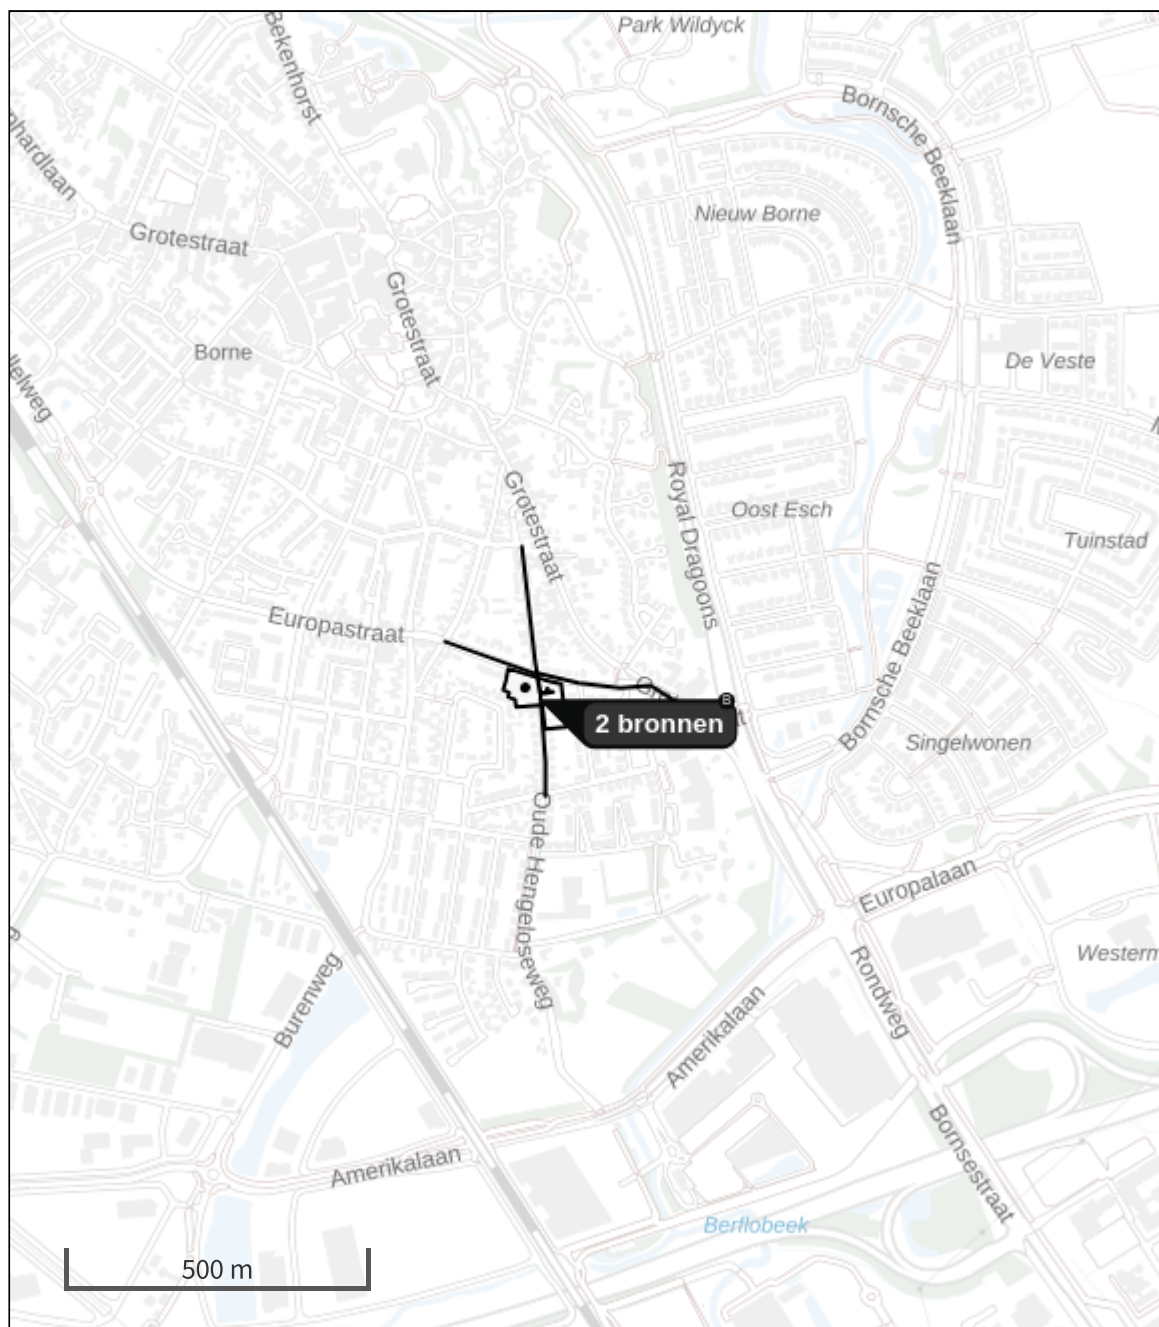 Park Wildyck
Bekenhorst
Bornsche Beeklaan
Nieuw Borne
Grotestraat
Grotestraat
Borne
De Veste
Grotestraat
Royal Dragoons
Oost Esch
Tuinstad
Europastraat
Bornsche Beeklaan
B
2 bronnen
Singelwonen
Oude Hengeloseweg
Europalaan
Westerm
Rondweg
Burenweg
Amerikalaan
Bornsestraat
Amerikalaan
Berflobeek
500 m